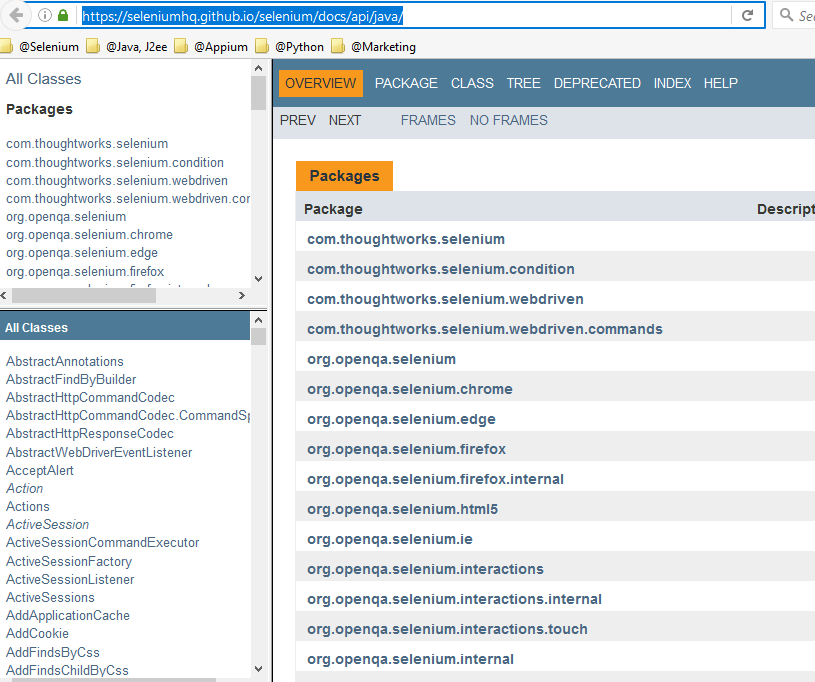 https://seleniumhq.github.io/selenium/docs/api/java/
@Selenium @Java, J2ee @Appium @Python @Marketing
All Classes
Packages
com.thoughtworks.selenium
com.thoughtworks.selenium.condition
com.thoughtworks.selenium.webdriven
com.thoughtworks.selenium.webdriven.cor
org.openqa.selenium
org.openqa.selenium.chrome
org.openqa.selenium.edge
org.openqa.selenium.firefox
All Classes
AbstractAnnotations
AbstractFindByBuilder
AbstractHttpCommandCodec
AbstractHttpCommandCodec.CommandSp
AbstractHttpResponseCodec
AbstractWebDriverEventListener
AcceptAlert
Action
Actions
ActiveSession
ActiveSessionCommandExecutor
ActiveSessionFactory
ActiveSessionListener
ActiveSessions
AddApplicationCache
AddCookie
AddFindsByCss
AddFindsChildByCss
OVERVIEW PACKAGE CLASS TREE DEPRECATED INDEX HELP
PREV NEXT FRAMES NO FRAMES
Packages
Package Descript
com.thoughtworks.selenium
com.thoughtworks.selenium.condition
com.thoughtworks.selenium.webdriven
com.thoughtworks.selenium.webdriven.commands
org.openqa.selenium
org.openqa.selenium.chrome
org.openqa.selenium.edge
org.openqa.selenium.firefox
org.openqa.selenium.firefox.internal
org.openqa.selenium.html5
org.openqa.selenium.ie
org.openqa.selenium.interactions
org.openqa.selenium.interactions.internal
org.openqa.selenium.interactions.touch
org.openqa.selenium.internal